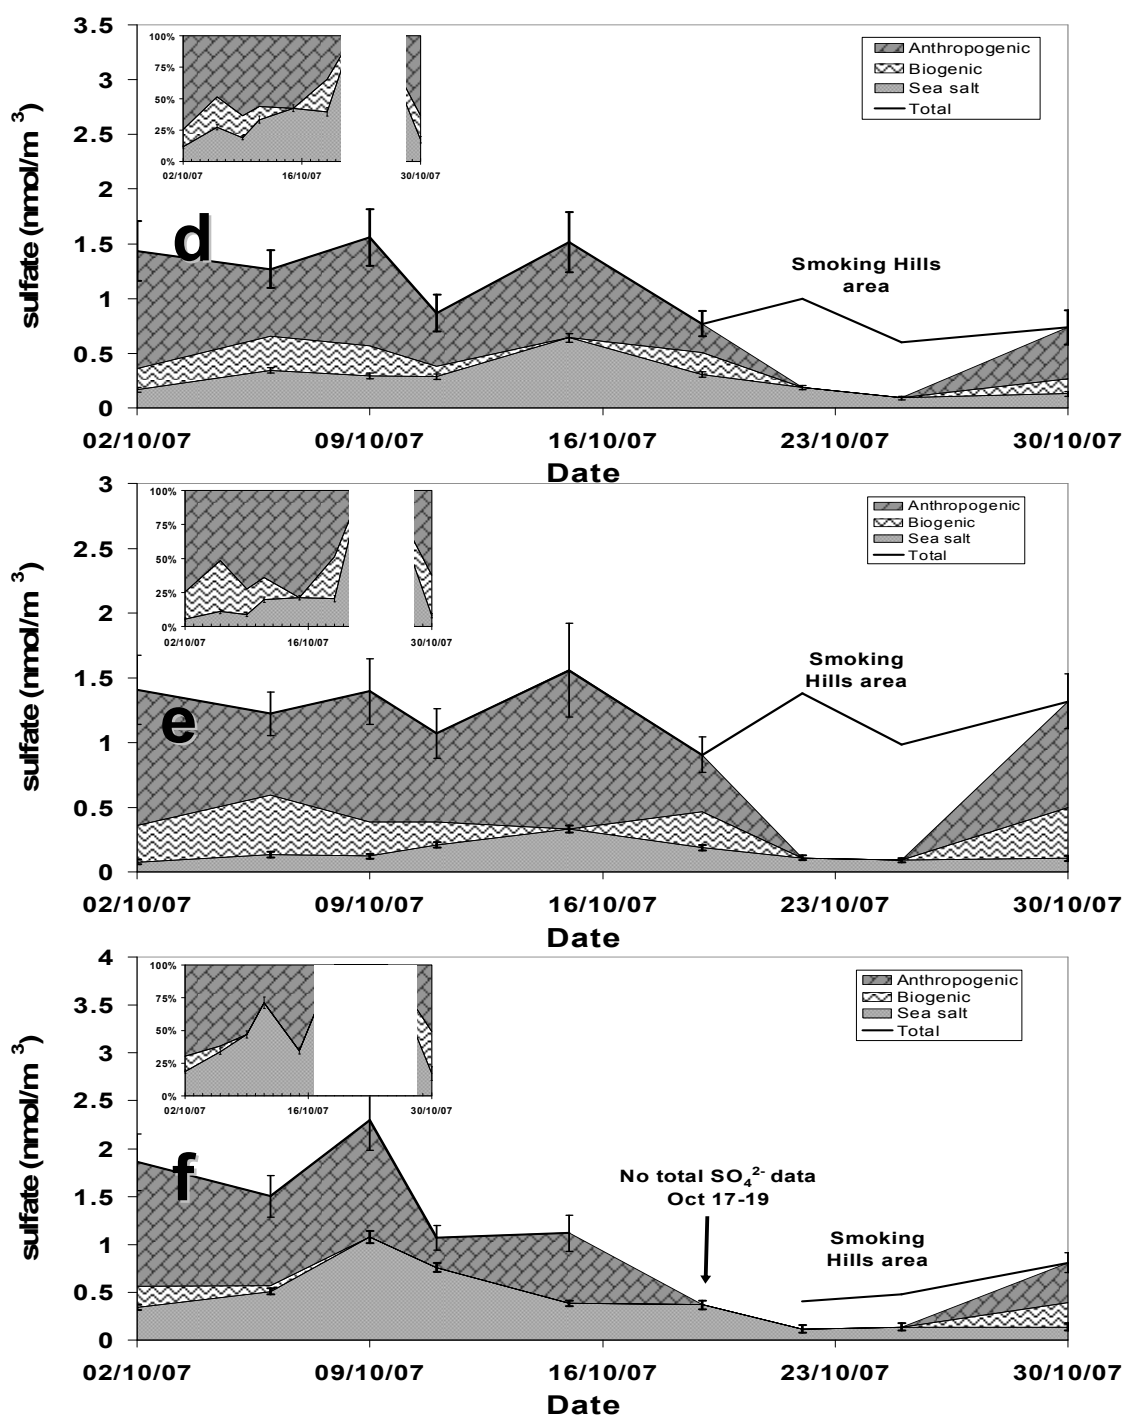 3.5
3
2.5
2
1.5
1
0.5
0
sulfate (nmol/m 3)
100%
75%
50%
25%
0%
02/10/07 16/10/07 30/10/07
Anthropogenic
Biogenic
Sea salt
Total
d
Smoking Hills
area
02/10/07 09/10/07 16/10/07 23/10/07 30/10/07
Date
3
2.5
2
1.5
1
0.5
0
sulfate (nmol/m 3)
100%
75%
50%
25%
0%
02/10/07 16/10/07 30/10/07
Anthropogenic
Biogenic
Sea salt
Total
e
Smoking
Hills area
02/10/07 09/10/07 16/10/07 23/10/07 30/10/07
Date
4
3.5
3
2.5
2
1.5
1
0.5
0
sulfate (nmol/m 3)
100%
75%
50%
25%
0%
02/10/07 16/10/07 30/10/07
Anthropogenic
Biogenic
Sea salt
Total
f
No total SO₄²⁻ data
Oct 17-19
Smoking
Hills area
02/10/07 09/10/07 16/10/07 23/10/07 30/10/07
Date